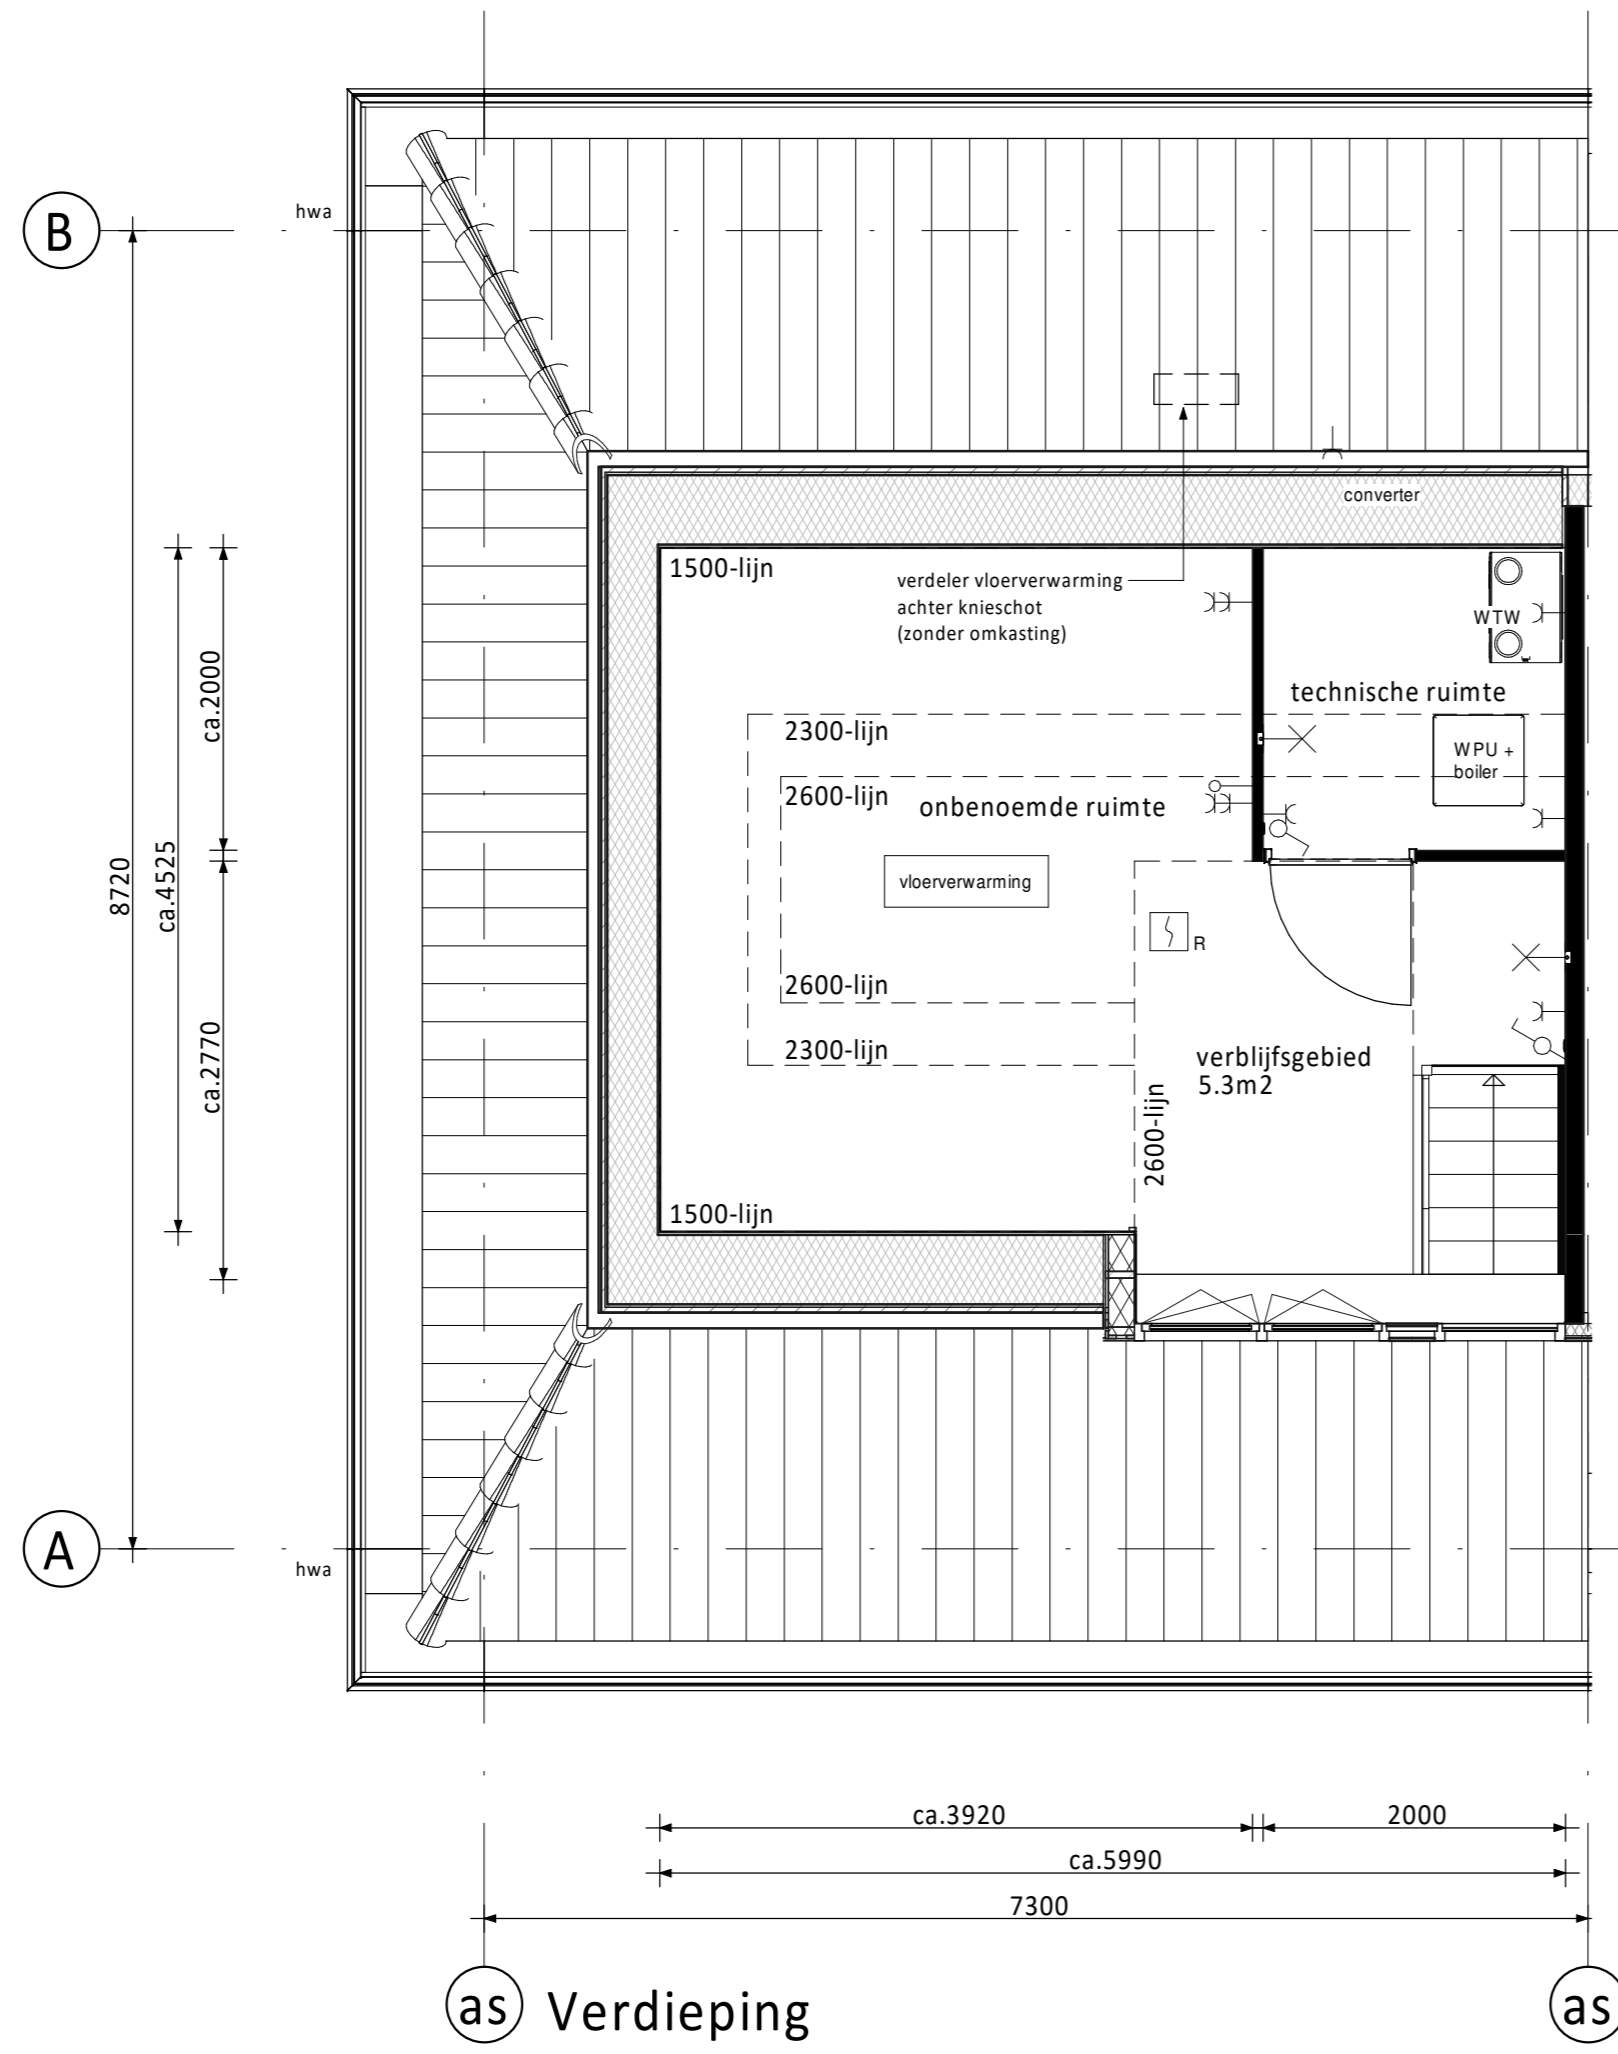 B
hwa
converter
1500-lijn
verdeler vloerverwarming
achter knieschot
(zonder omkasting)
WTW
technische ruimte
ca.2000
2300-lijn
WPU +
boiler
2600-lijn
onbenoemde ruimte
8720
ca.4525
vloerverwarming
R
2600-lijn
2300-lijn
verblijfsgebied
5.3m2
ca.2770
2600-lijn
1500-lijn
A
hwa
ca.3920
2000
ca.5990
7300
as
Verdieping
as